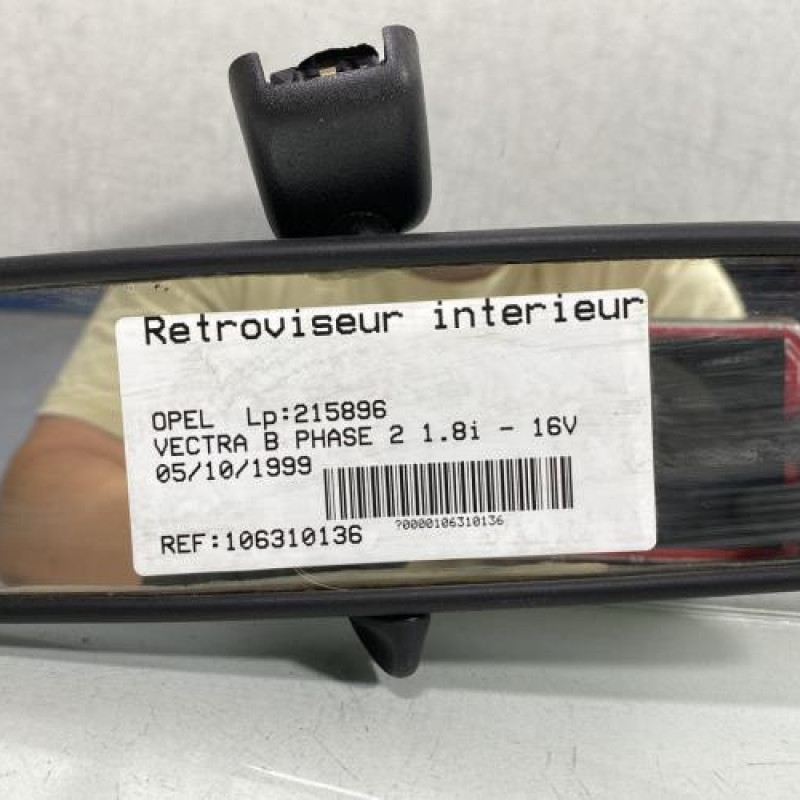 Retroviseur interieur
OPEL Lp:215896
VECTRA B PHASE 2 1.8i - 16V
05/10/1999
?0000106310136
REF:106310136